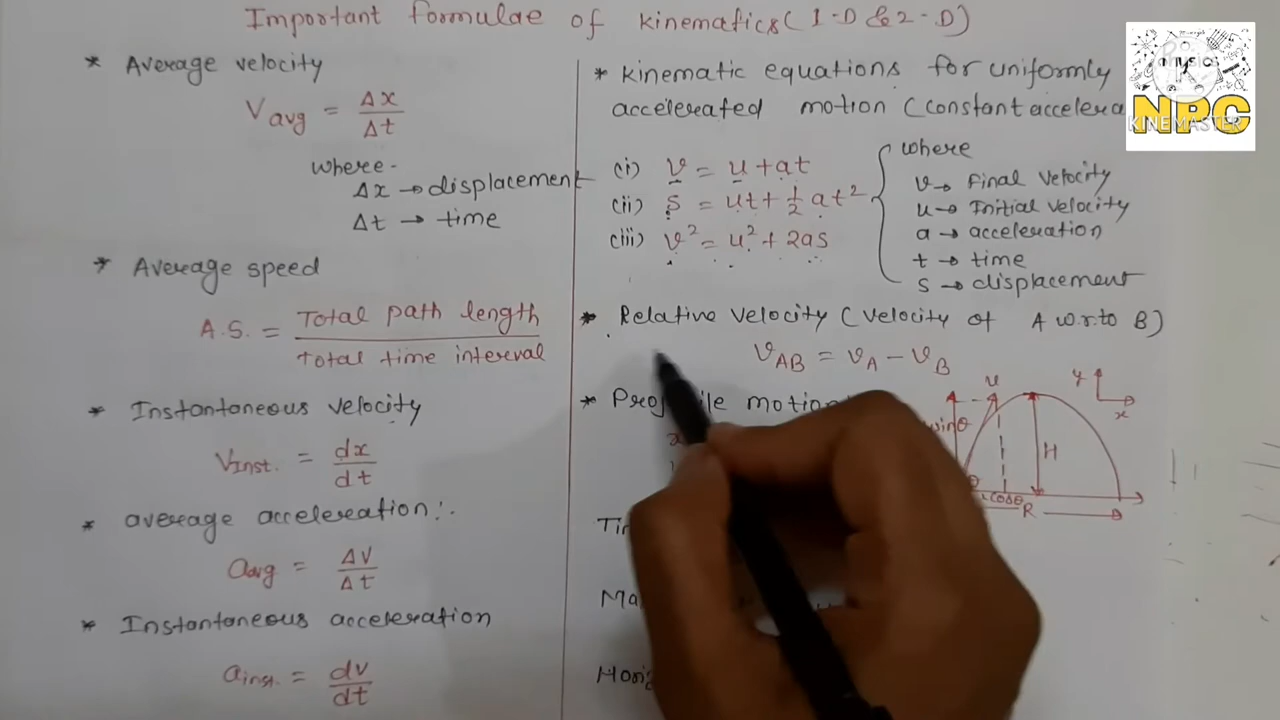 Important formulae of kinematics (1-D & 2-D)
* Average velocity
Vavg = Δx/Δt
where-
Δx → displacement
Δt → time
* Average speed
A.S. = Total path length / Total time interval
* Instantaneous velocity
VInst. = dx/dt
* average acceleration:-
aavg = ΔV/Δt
* Instantaneous acceleration
ainst. = dv/dt
* kinematic equations for uniformly
accelerated motion (constant accelera
(i) v = u + at
(ii) s = ut + 1/2 at²
(iii) v² = u² + 2as
where
v → Final velocity
u → Initial velocity
a → acceleration
t → time
s → displacement
* Relative velocity (velocity of A w.r.to B)
vAB = vA - vB
* motion
u
y
x
H
R
physics
NPC
KINEMASTER